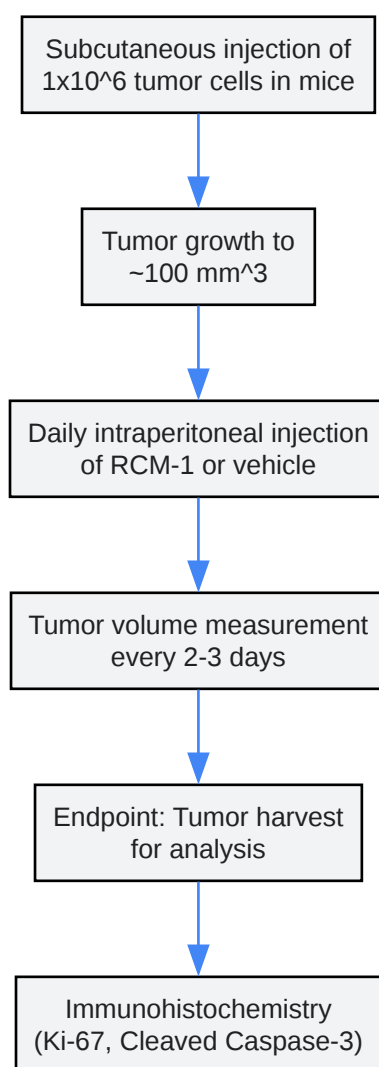 Subcutaneous injection of
1x10^6 tumor cells in mice
Tumor growth to
~100 mm^3
Daily intraperitoneal injection
of RCM-1 or vehicle
Tumor volume measurement
every 2-3 days
Endpoint: Tumor harvest
for analysis
Immunohistochemistry
(Ki-67, Cleaved Caspase-3)